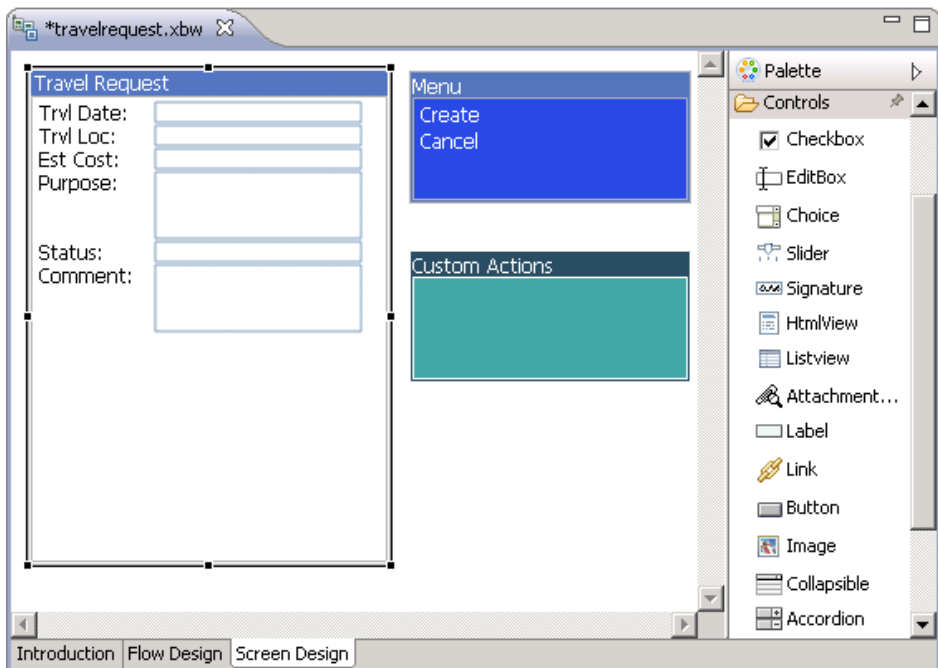 *travelrequest.xbw
Travel Request
Trvl Date:
Trvl Loc:
Est Cost:
Purpose:
Status:
Comment:
Menu
Create
Cancel
Custom Actions
Palette
Controls
Checkbox
EditBox
Choice
Slider
Signature
HtmlView
Listview
Attachment...
Label
Link
Button
Image
Collapsible
Accordion
Introduction Flow Design Screen Design